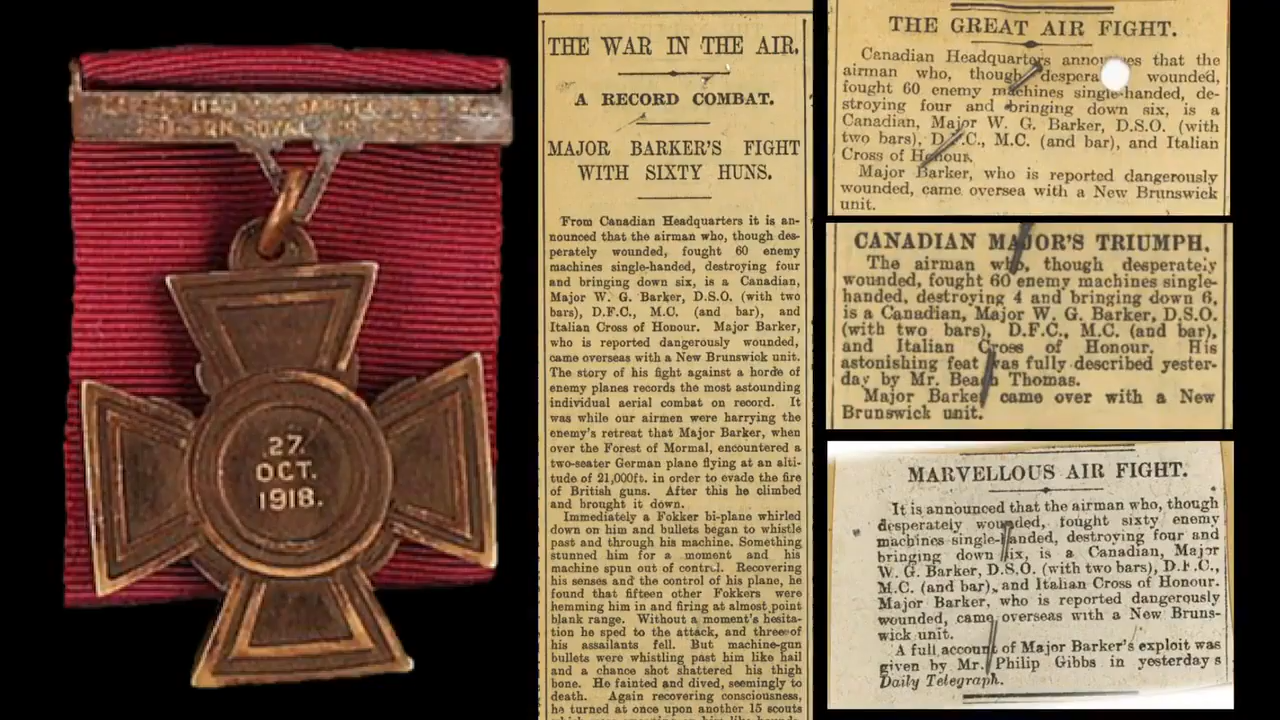 27.
OCT.
1918.
THE WAR IN THE AIR.
A RECORD COMBAT.
MAJOR BARKER'S FIGHT
WITH SIXTY HUNS.
From Canadian Headquarters it is an-
nounced that the airman who, though des-
perately wounded, fought 60 enemy
machines single-handed, destroying four
and bringing down six, is a Canadian,
Major W. G. Barker, D.S.O. (with two
bars), D.F.C., M.C. (and bar), and
Italian Cross of Honour. Major Barker,
who is reported dangerously wounded,
came overseas with a New Brunswick unit.
The story of his fight against a horde of
enemy planes records the most astounding
individual aerial combat on record. It
was while our airmen were harrying the
enemy's retreat that Major Barker, when
over the Forest of Mormal, encountered a
two-seater German plane flying at an alti-
tude of 21,000ft. in order to evade the fire
of British guns. After this he climbed
and brought it down.
Immediately a Fokker bi-plane whirled
down on him and bullets began to whistle
past and through his machine. Something
stunned him for a moment and his
machine spun out of control. Recovering
his senses and the control of his plane, he
found that fifteen other Fokkers were
hemming him in and firing at almost point
blank range. Without a moment's hesita-
tion he sped to the attack, and three of
his assailants fell. But machine-gun
bullets were whistling past him like hail
and a chance shot shattered his thigh
bone. He fainted and dived, seemingly to
death. Again recovering consciousness,
he turned at once upon another 15 scouts
THE GREAT AIR FIGHT.
Canadian Headquarters announces that the
airman who, though despera wounded,
fought 60 enemy machines single-handed, de-
stroying four and bringing down six, is a
Canadian, Major W. G. Barker, D.S.O. (with
two bars), D.F.C., M.C. (and bar), and Italian
Cross of Honour.
Major Barker, who is reported dangerously
wounded, came oversea with a New Brunswick
unit.
CANADIAN MAJOR'S TRIUMPH.
The airman who, though desperately
wounded, fought 60 enemy machines single-
handed, destroying 4 and bringing down 6,
is a Canadian, Major W. G. Barker, D.S.O.
(with two bars), D.F.C., M.C. (and bar),
and Italian Cross of Honour. His
astonishing feat was fully described yester-
day by Mr. Beach Thomas.
Major Barker came over with a New
Brunswick unit.
MARVELLOUS AIR FIGHT.
It is announced that the airman who, though
desperately wounded, fought sixty enemy
machines single-handed, destroying four and
bringing down six, is a Canadian, Major
W. G. Barker, D.S.O. (with two bars), D.F.C.,
M.C. (and bar), and Italian Cross of Honour.
Major Barker, who is reported dangerously
wounded, came overseas with a New Bruns-
wick unit.
A full account of Major Barker's exploit was
given by Mr. Philip Gibbs in yesterday's
Daily Telegraph.